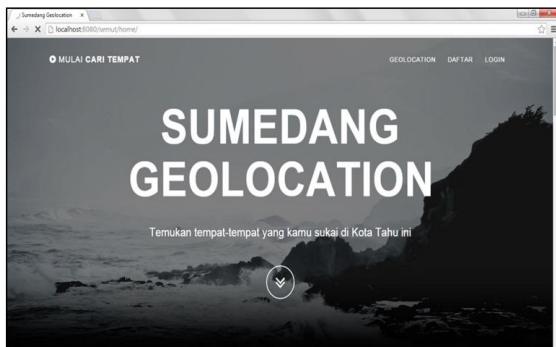 Sumedang Geolocation
localhost:8080/semut/home/
MULAI CARI TEMPAT
GEOLOCATION DAFTAR LOGIN
SUMEDANG
GEOLOCATION
Temukan tempat-tempat yang kamu sukai di Kota Tahu ini